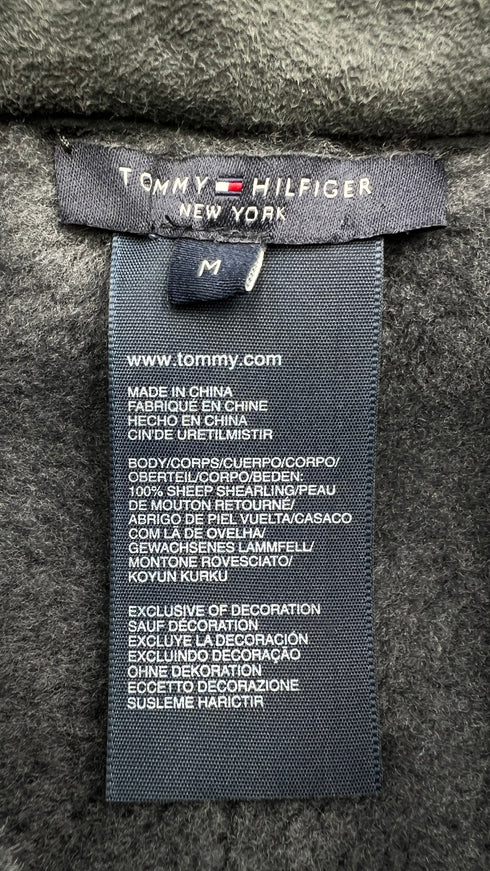 TOMMY HILFIGER
NEW YORK
M
www.tommy.com
MADE IN CHINA
FABRIQUÉ EN CHINE
HECHO EN CHINA
CIN'DE URETILMISTIR
BODY/CORPS/CUERPO/CORPO/
OBERTEIL/CORPO/BEDEN:
100% SHEEP SHEARLING/PEAU
DE MOUTON RETOURNÉ/
ABRIGO DE PIEL VUELTA/CASACO
COM LÃ DE OVELHA/
GEWACHSENES LAMMFELL/
MONTONE ROVESCIATO/
KOYUN KURKU
EXCLUSIVE OF DECORATION
SAUF DÉCORATION
EXCLUYE LA DECORACIÓN
EXCLUINDO DECORAÇÃO
OHNE DEKORATION
ECCETTO DECORAZIONE
SUSLEME HARICTIR